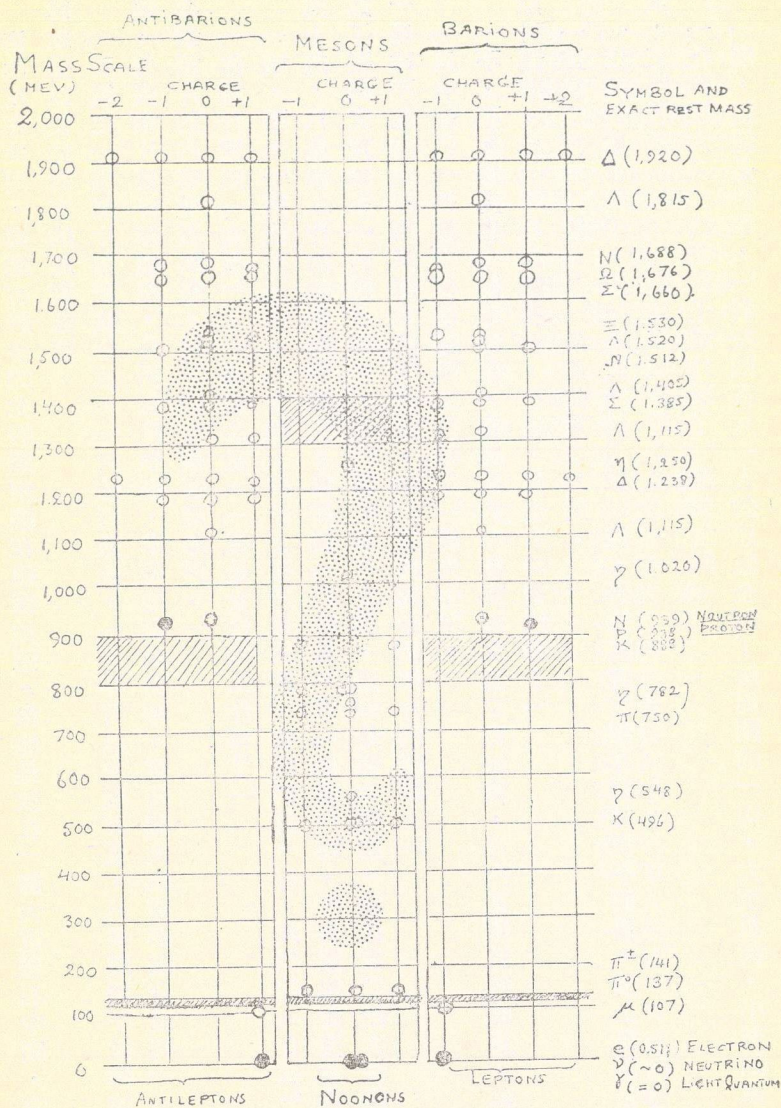 ANTIBARIONS
MESONS
BARIONS
MASS SCALE
(MEV)
CHARGE
CHARGE
CHARGE
SYMBOL AND
EXACT REST MASS
-2 -1 0 +1
-1 0 +1
-1 0 +1 +2
2,000
1,900
1,800
1,700
1.600
1,500
1,400
1,300
1.200
1,100
1,000
900
800
700
600
500
400
300
200
100
0
Δ (1,920)
Λ (1,815)
N (1,688)
Ω (1,676)
Σ (1,660)
Ξ (1.530)
Λ (1.520)
N (1.512)
Λ (1,405)
Σ (1.385)
Λ (1,115)
η (1,250)
Δ (1.238)
Λ (1,115)
η (1.020)
N (939) NEUTRON
P (938) PROTON
K (888)
η (782)
π (750)
η (548)
K (496)
π± (141)
π° (137)
μ (107)
e (0.511) ELECTRON
ν (~0) NEUTRINO
γ (=0) LIGHT QUANTUM
ANTILEPTONS
NOONONS
LEPTONS